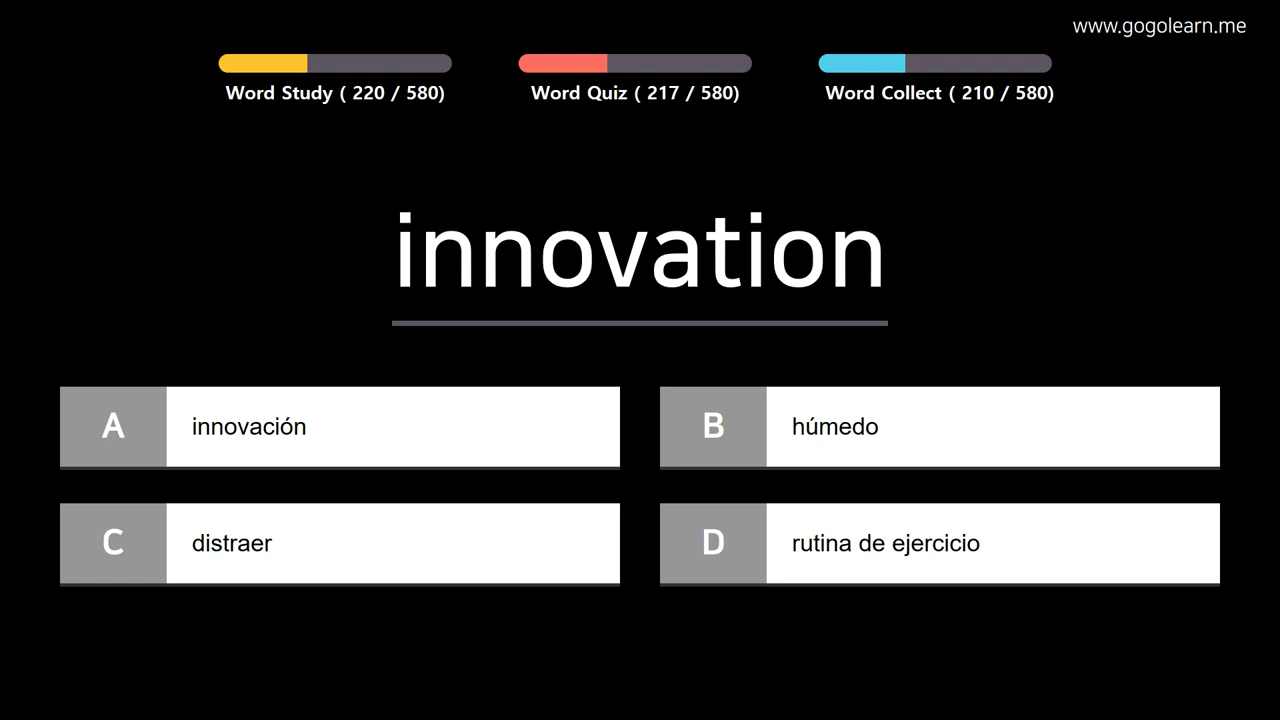 www.gogolearn.me
Word Study ( 220 / 580)
Word Quiz ( 217 / 580)
Word Collect ( 210 / 580)
innovation
A innovación
B húmedo
C distraer
D rutina de ejercicio